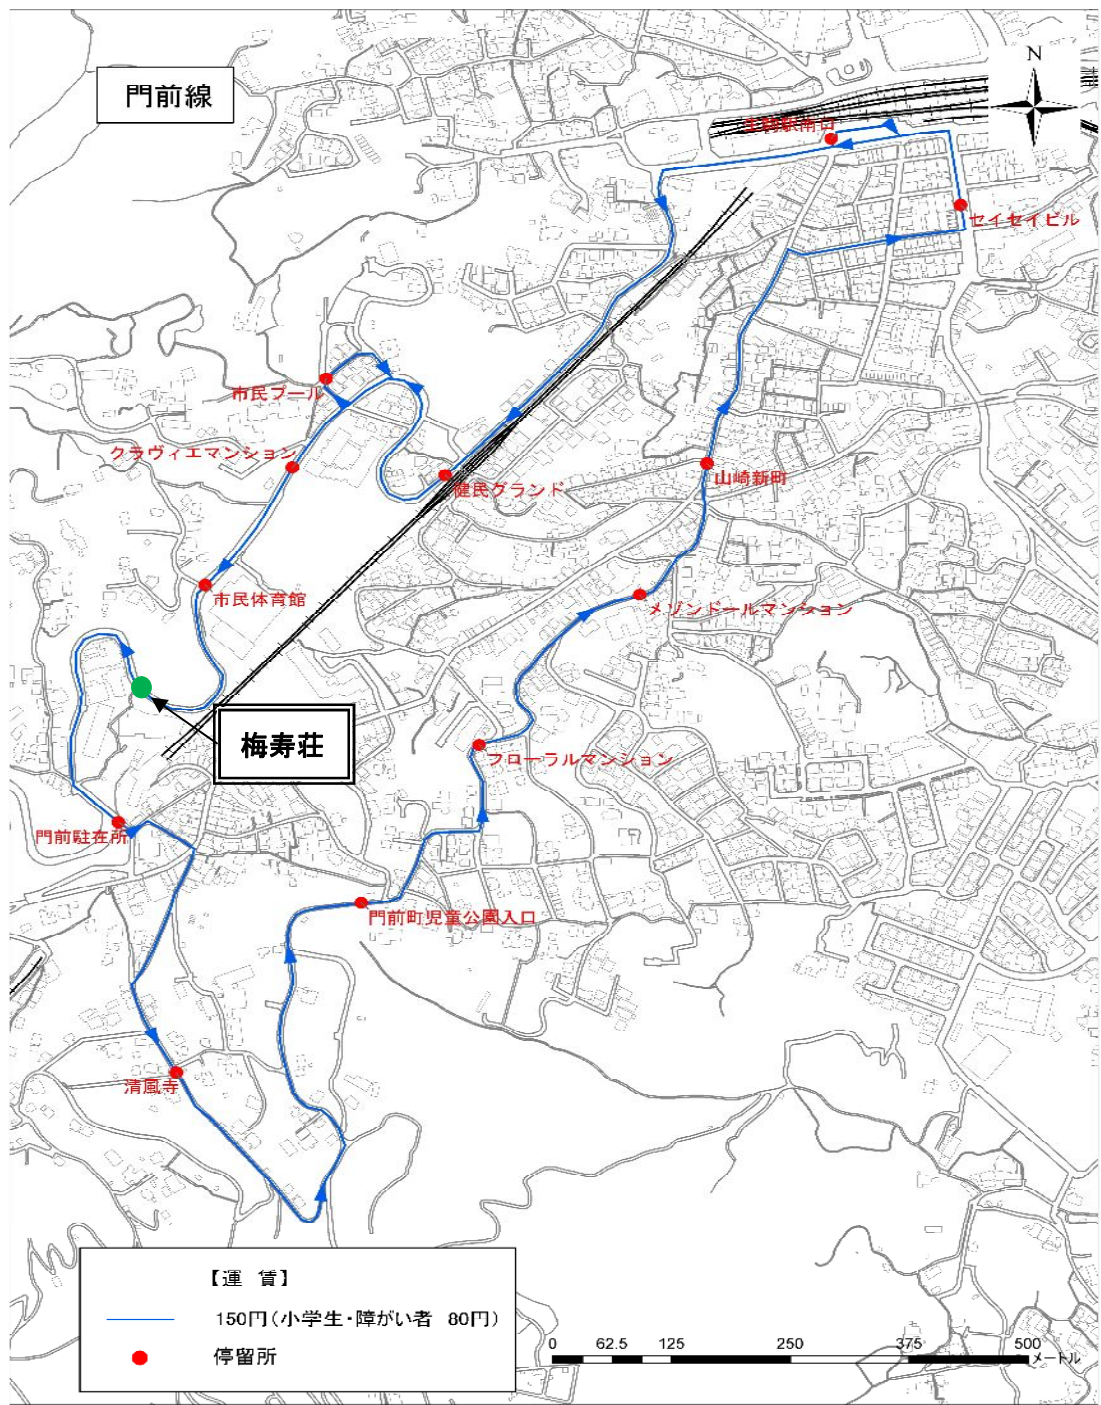 門前線
N
生駒駅南口
セイセイビル
市民プール
クラヴィエマンション
健民グランド
山崎新町
市民体育館
メゾンドールマンション
梅寿荘
フローラルマンション
門前駐在所
門前町児童公園入口
清風寺
【運 賃】
150円(小学生・障がい者 80円)
停留所
0 62.5 125 250 375 500
メートル